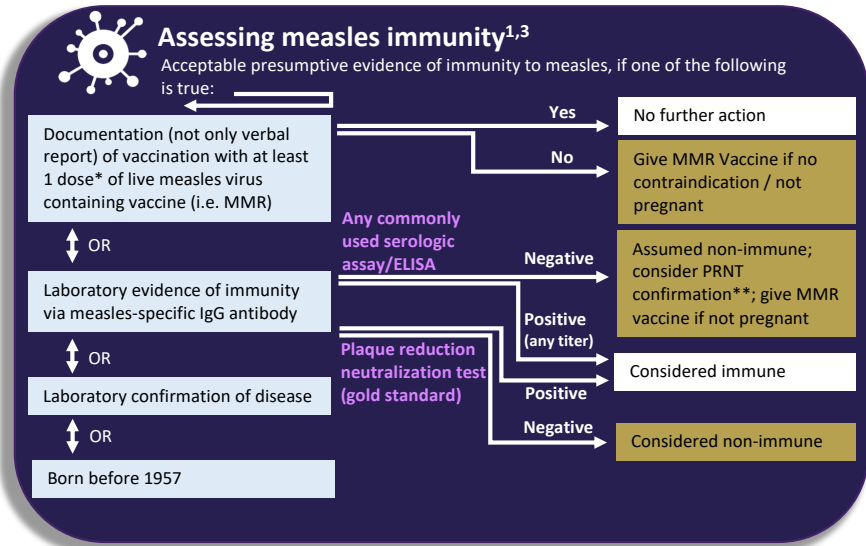 Assessing measles immunity1,3
Acceptable presumptive evidence of immunity to measles, if one of the following
is true:
Documentation (not only verbal
report) of vaccination with at least
1 dose* of live measles virus
containing vaccine (i.e. MMR)
Yes
No further action
No
Give MMR Vaccine if no
contraindication / not
pregnant
OR
Any commonly
used serologic
assay/ELISA
Laboratory evidence of immunity
via measles-specific IgG antibody
Negative
Assumed non-immune;
consider PRNT
confirmation**; give MMR
vaccine if not pregnant
Positive
(any titer)
OR
Plaque reduction
neutralization test
(gold standard)
Considered immune
Positive
Laboratory confirmation of disease
Negative
Considered non-immune
OR
Born before 1957